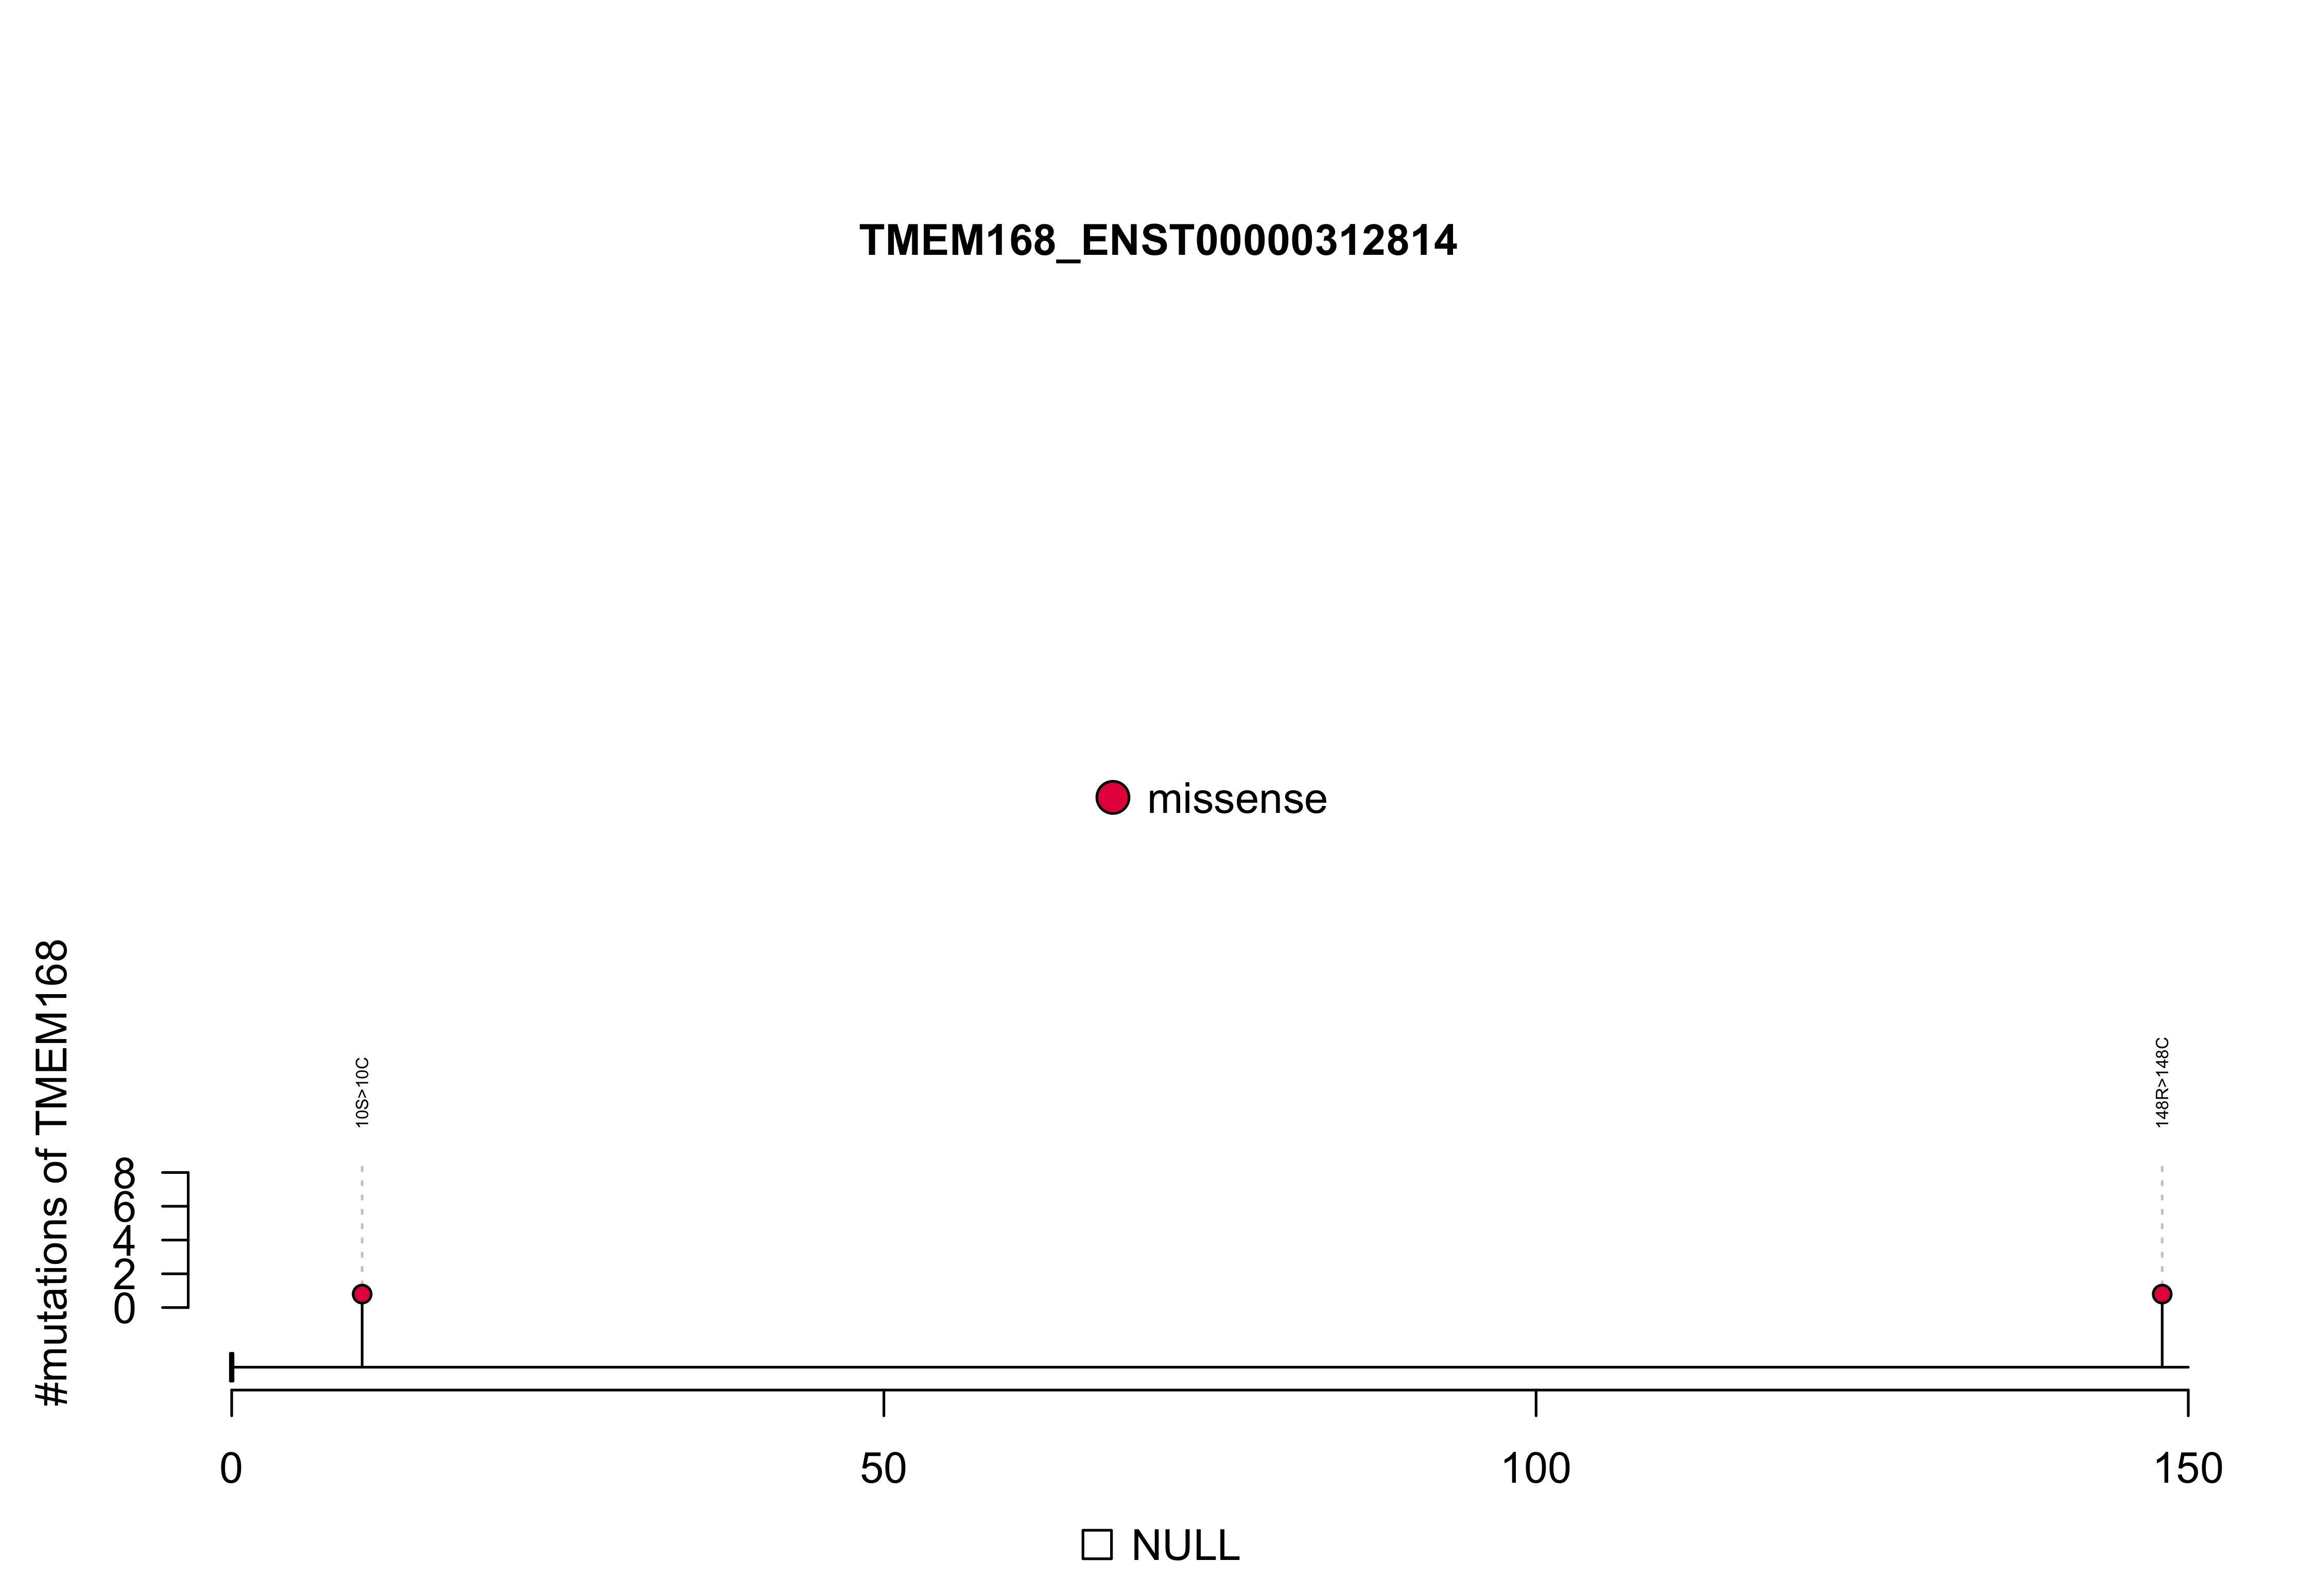 TMEM168_ENST00000312814
missense
#mutations of TMEM168
10S>10C
148R>148C
8
6
4
2
0
0 50 100 150
NULL